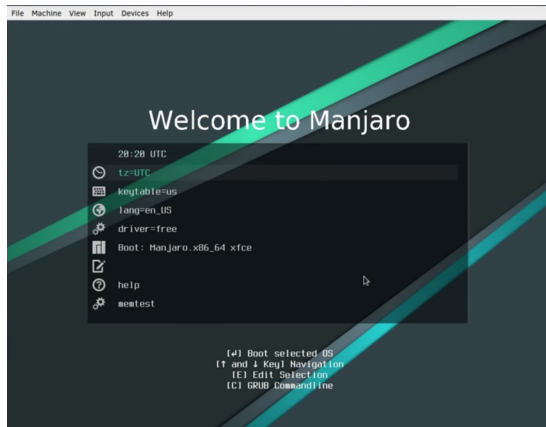 File Machine View Input Devices Help
Welcome to Manjaro
20:20 UTC
tz=UTC
keytable=us
lang=en_US
driver=free
Boot: Manjaro.x86_64 xfce
help
memtest
[↲] Boot selected OS
[↑ and ↓ Key] Navigation
[E] Edit Selection
[C] GRUB Commandline